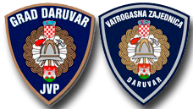 GRAD DARUVAR
JVP
VATROGASNA ZAJEDNICA
DARUVAR